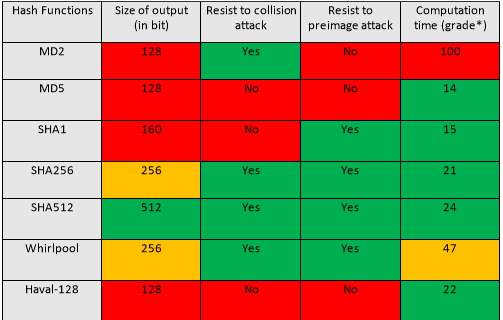 Hash Functions Size of output (in bit) Resist to collision attack Resist to preimage attack Computation time (grade*)
MD2 128 Yes No 100
MD5 128 No No 14
SHA1 160 No Yes 15
SHA256 256 Yes Yes 21
SHA512 512 Yes Yes 24
Whirlpool 256 Yes Yes 47
Haval-128 128 No No 22